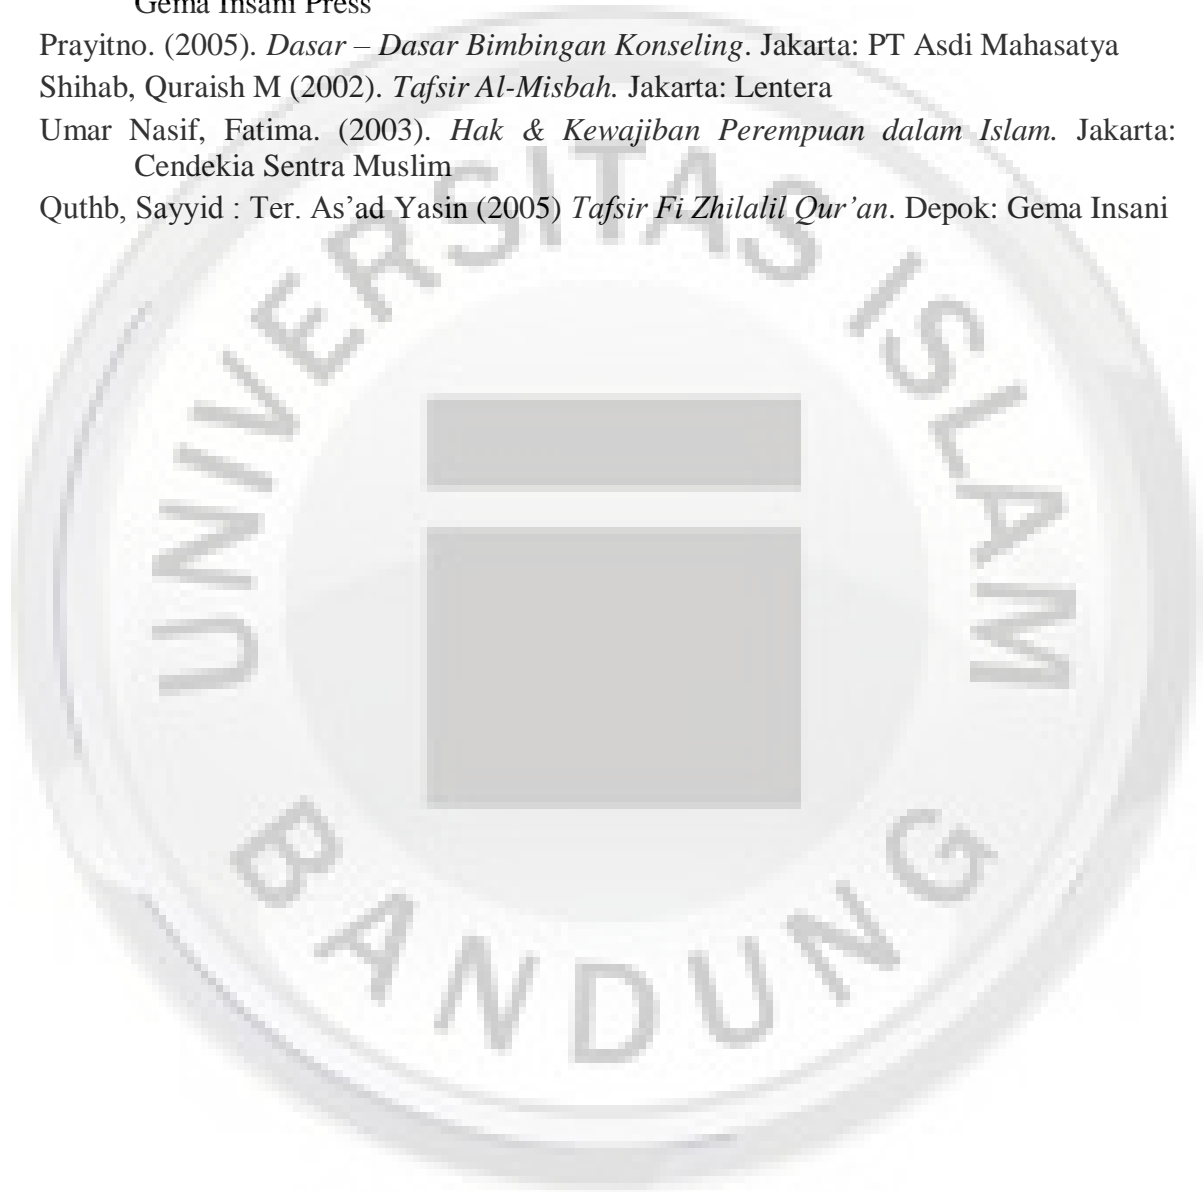 Gema Insani Press
Prayitno. (2005). Dasar – Dasar Bimbingan Konseling. Jakarta: PT Asdi Mahasatya
Shihab, Quraish M (2002). Tafsir Al-Misbah. Jakarta: Lentera
Umar Nasif, Fatima. (2003). Hak & Kewajiban Perempuan dalam Islam. Jakarta:
Cendekia Sentra Muslim
Quthb, Sayyid : Ter. As’ad Yasin (2005) Tafsir Fi Zhilalil Qur’an. Depok: Gema Insani
UNIVERSITAS ISLAM
BANDUNG